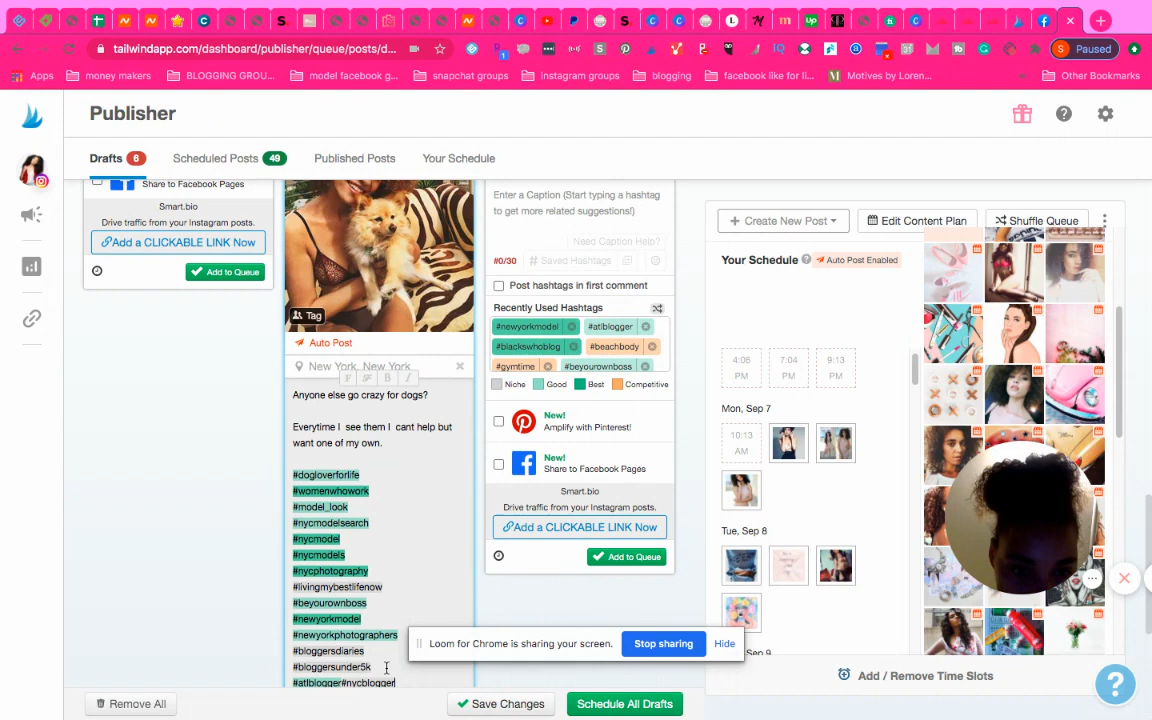 Paused
tailwindapp.com/dashboard/publisher/queue/posts/d...
Apps
money makers
BLOGGING GROU...
model facebook g...
snapchat groups
instagram groups
blogging
facebook like for li...
Motives by Loren...
Other Bookmarks
Publisher
Drafts 6
Scheduled Posts 49
Published Posts
Your Schedule
Share to Facebook Pages
Smart.bio
Drive traffic from your Instagram posts.
Add a CLICKABLE LINK Now
Add to Queue
Tag
Auto Post
New York, New York
Anyone else go crazy for dogs?
Everytime I see them I cant help but
want one of my own.
#dogloverforlife
#womenwhowork
#model_look
#nycmodelsearch
#nycmodel
#nycmodels
#nycphotography
#livingmybestlifenow
#beyourownboss
#newyorkmodel
#newyorkphotographers
#bloggersdiaries
#bloggersunder5k
#atlblogger#nycblogger
Enter a Caption (Start typing a hashtag
to get more related suggestions!)
Need Caption Help?
#0/30
Saved Hashtags
Post hashtags in first comment
Recently Used Hashtags
#newyorkmodel
#atlblogger
#blackswhoblog
#beachbody
#gymtime
#beyourownboss
Niche
Good
Best
Competitive
New!
Amplify with Pinterest!
New!
Share to Facebook Pages
Smart.bio
Drive traffic from your Instagram posts.
Add a CLICKABLE LINK Now
Add to Queue
Create New Post
Edit Content Plan
Shuffle Queue
Your Schedule
Auto Post Enabled
4:06 PM
7:04 PM
9:13 PM
Mon, Sep 7
10:13 AM
Tue, Sep 8
Loom for Chrome is sharing your screen.
Stop sharing
Hide
Add / Remove Time Slots
Remove All
Save Changes
Schedule All Drafts